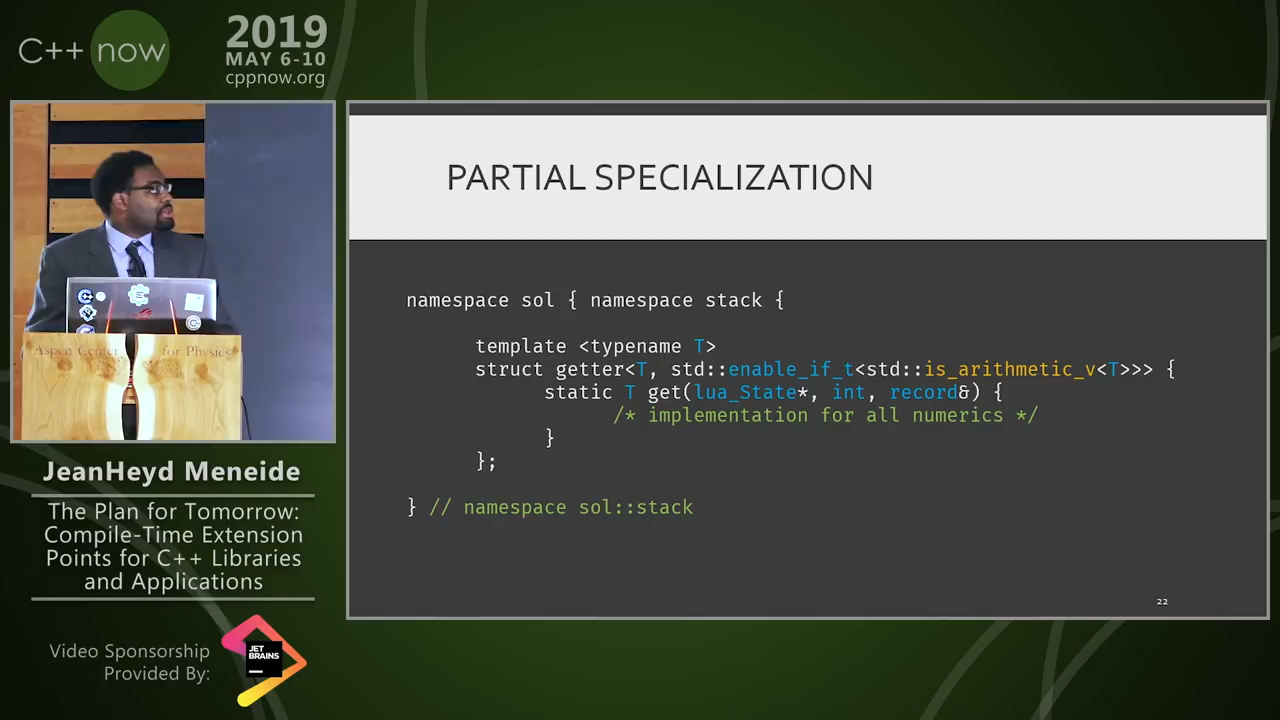 C++ now
2019
MAY 6-10
cppnow.org
Aspen Center for Physics
JeanHeyd Meneide
The Plan for Tomorrow:
Compile-Time Extension
Points for C++ Libraries
and Applications
Video Sponsorship
Provided By:
JET
BRAINS
PARTIAL SPECIALIZATION
namespace sol { namespace stack {
template <typename T>
struct getter<T, std::enable_if_t<std::is_arithmetic_v<T>>> {
static T get(lua_State*, int, record&) {
/* implementation for all numerics */
}
};
} // namespace sol::stack
22